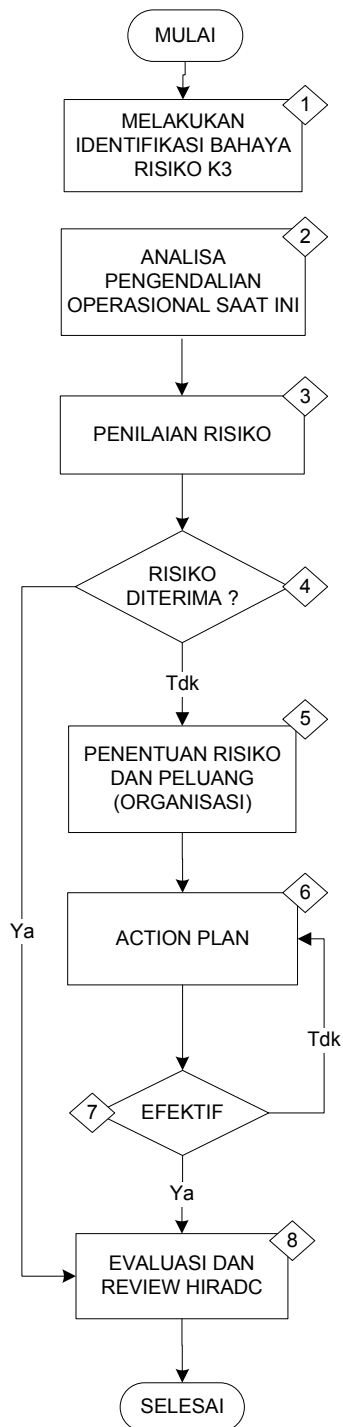 MULAI
1
MELAKUKAN
IDENTIFIKASI BAHAYA
RISIKO K3
2
ANALISA
PENGENDALIAN
OPERASIONAL SAAT INI
3
PENILAIAN RISIKO
RISIKO
DITERIMA ?
4
Tdk
5
PENENTUAN RISIKO
DAN PELUANG
(ORGANISASI)
6
Ya
ACTION PLAN
Tdk
7
EFEKTIF
Ya
8
EVALUASI DAN
REVIEW HIRADC
SELESAI